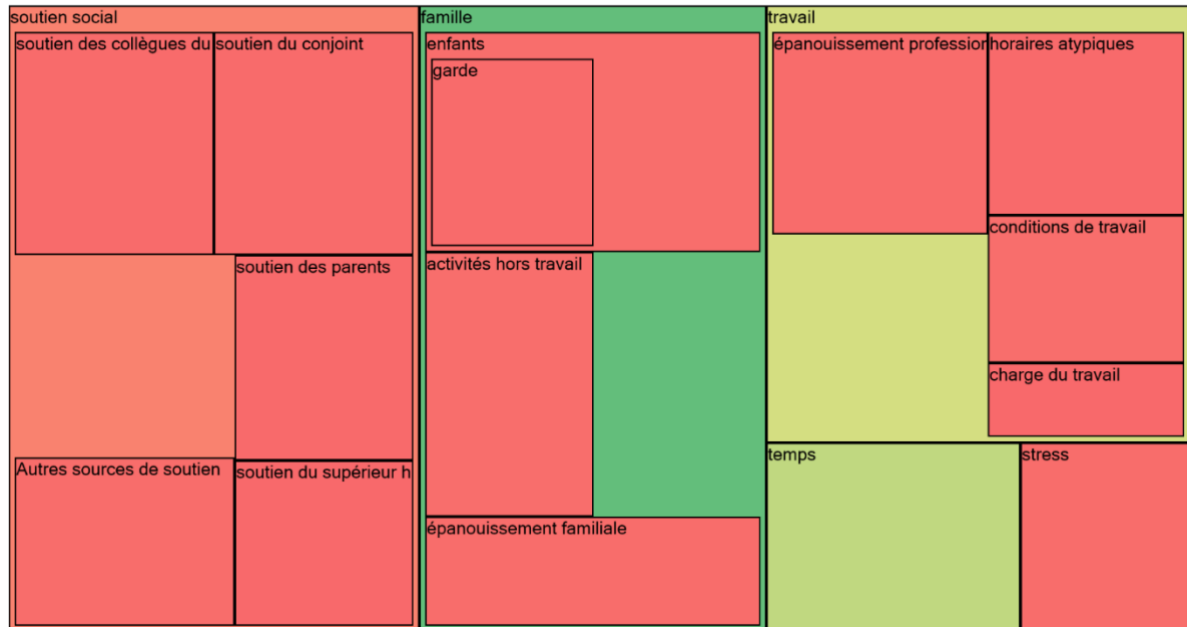 soutien social
soutien des collègues du
soutien du conjoint
soutien des parents
Autres sources de soutien
soutien du supérieur h
famille
enfants
garde
activités hors travail
épanouissement familiale
travail
épanouissement profession
horaires atypiques
conditions de travail
charge du travail
temps
stress